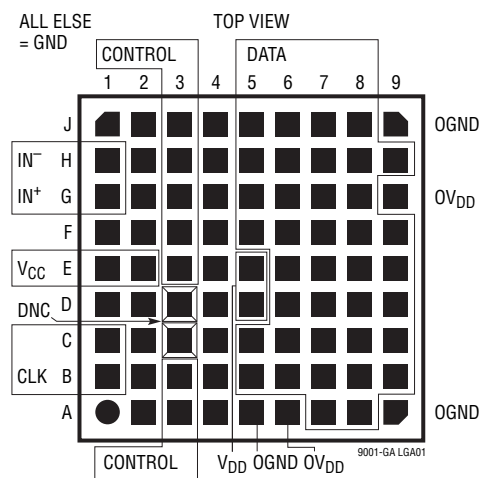 ALL ELSE
= GND
TOP VIEW
CONTROL
DATA
1 2 3 4 5 6 7 8 9
J
OGND
IN⁻ H
IN⁺ G
OV_DD
F
V_CC E
DNC D
C
CLK B
A
OGND
CONTROL
V_DD OGND OV_DD
9001-GA LGA01